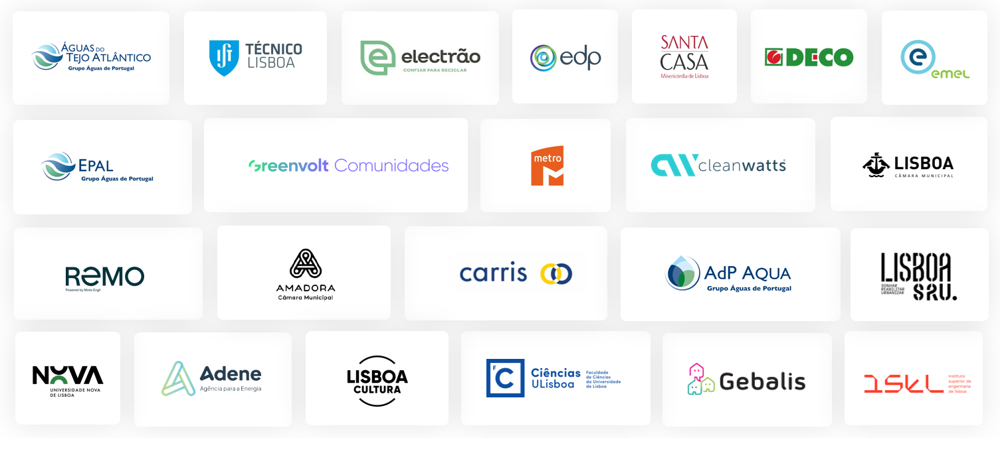 ÁGUAS DO
TEJO ATLÂNTICO
Grupo Águas de Portugal
TÉCNICO
LISBOA
e
electrão
CONFIAR PARA RECICLAR
edp
SANTA
CASA
Misericórdia de Lisboa
DECO
e
emel
EPAL
Grupo Águas de Portugal
Greenvolt Comunidades
metro
M
cleanwatts
LISBOA
CÂMARA MUNICIPAL
REMO
Powered by Mota-Engil
AMADORA
Câmara Municipal
carris
AdP AQUA
Grupo Águas de Portugal
LISBOA
SONHAR
REABILITAR
URBANIZAR
SRU.
NOVA
UNIVERSIDADE NOVA
DE LISBOA
Adene
Agência para a Energia
LISBOA
CULTURA
F
C
Ciências
ULisboa
Faculdade
de Ciências
da Universidade
de Lisboa
Gebalis
ISEL
instituto
superior de
engenharia
de lisboa